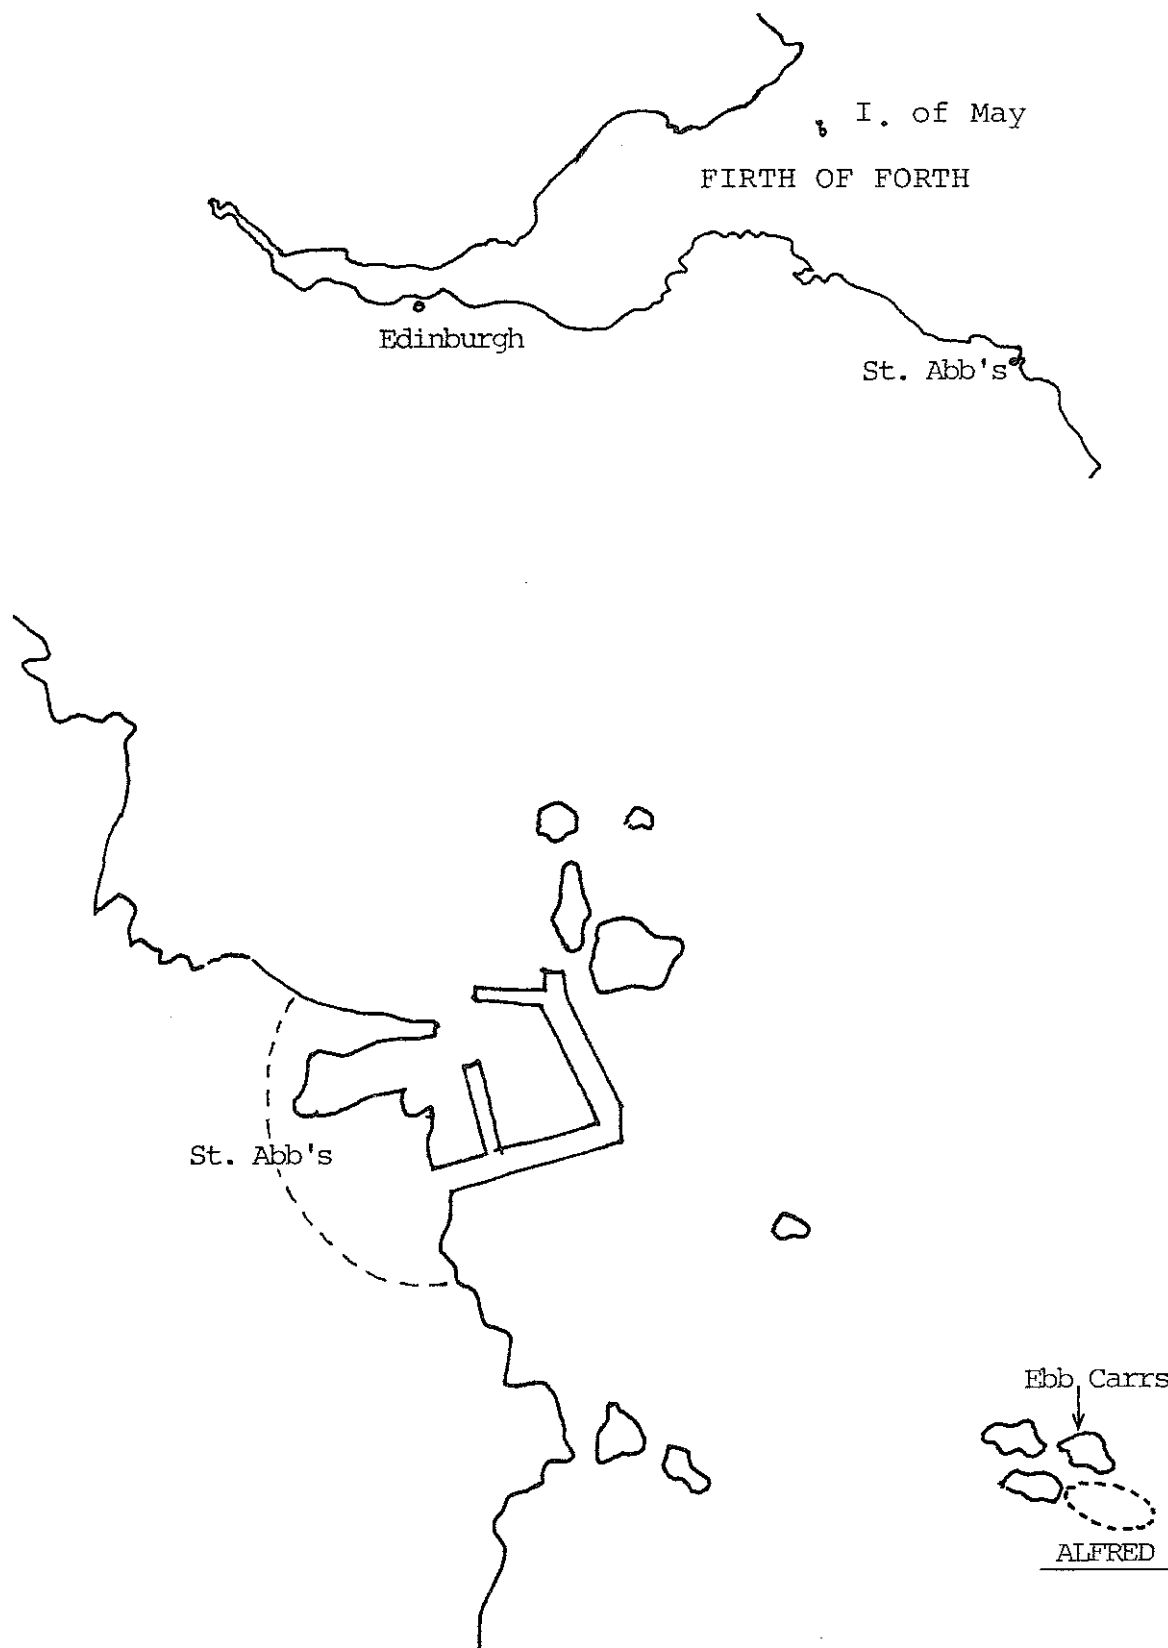 I. of May
FIRTH OF FORTH
Edinburgh
St. Abb's
St. Abb's
Ebb Carrs
ALFRED